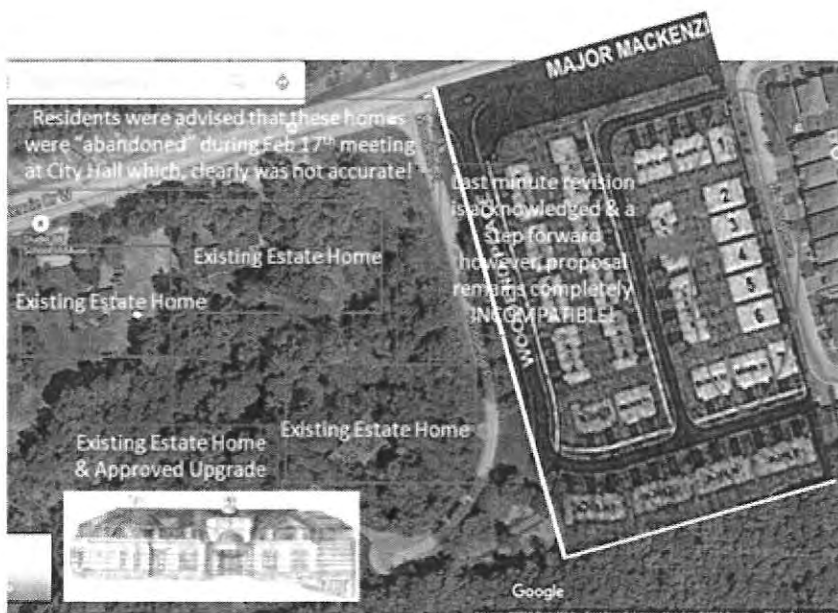 MAJOR MACKENZI
Residents were advised that these homes
were "abandoned" during Feb 17th meeting
at City Hall which, clearly was not accurate!
Last minute revision
is acknowledged & a
step forward
however, proposal
remains completely
INCOMPATIBLE!
Existing Estate Home
Existing Estate Home
Existing Estate Home
Existing Estate Home
& Approved Upgrade
1
2
3
4
5
6
7
Google